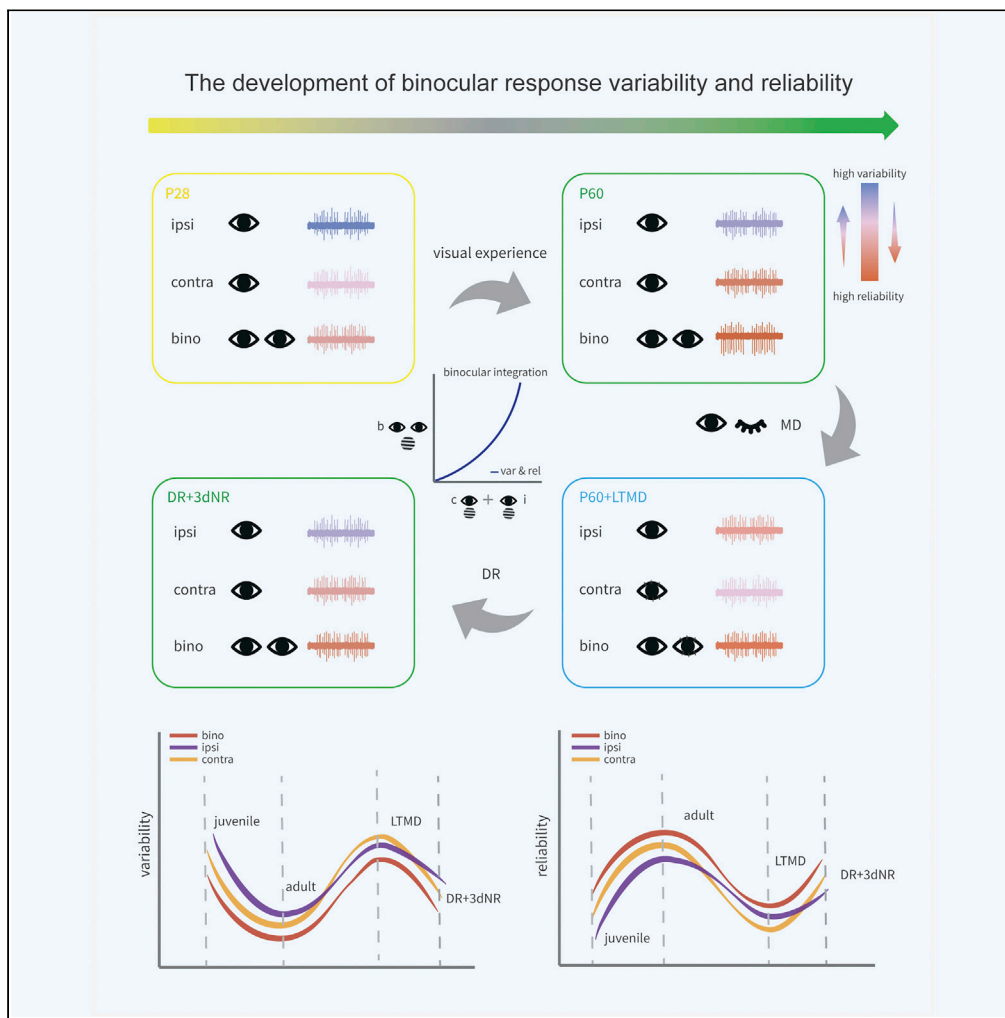 The development of binocular response variability and reliability
P28
ipsi
contra
bino
visual experience
P60
ipsi
contra
bino
high variability
high reliability
binocular integration
b
var & rel
c + i
MD
DR+3dNR
ipsi
contra
bino
DR
P60+LTMD
ipsi
contra
bino
bino
ipsi
contra
variability
juvenile
adult
LTMD
DR+3dNR
bino
ipsi
contra
reliability
juvenile
adult
LTMD
DR+3dNR